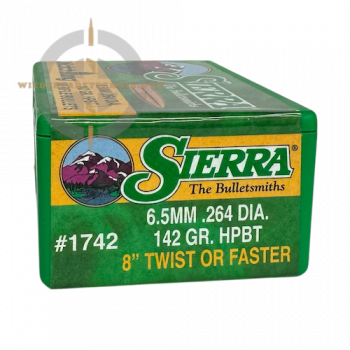 SIERRA®
The Bulletsmiths
#1742
6.5MM .264 DIA.
142 GR. HPBT
8” TWIST OR FASTER